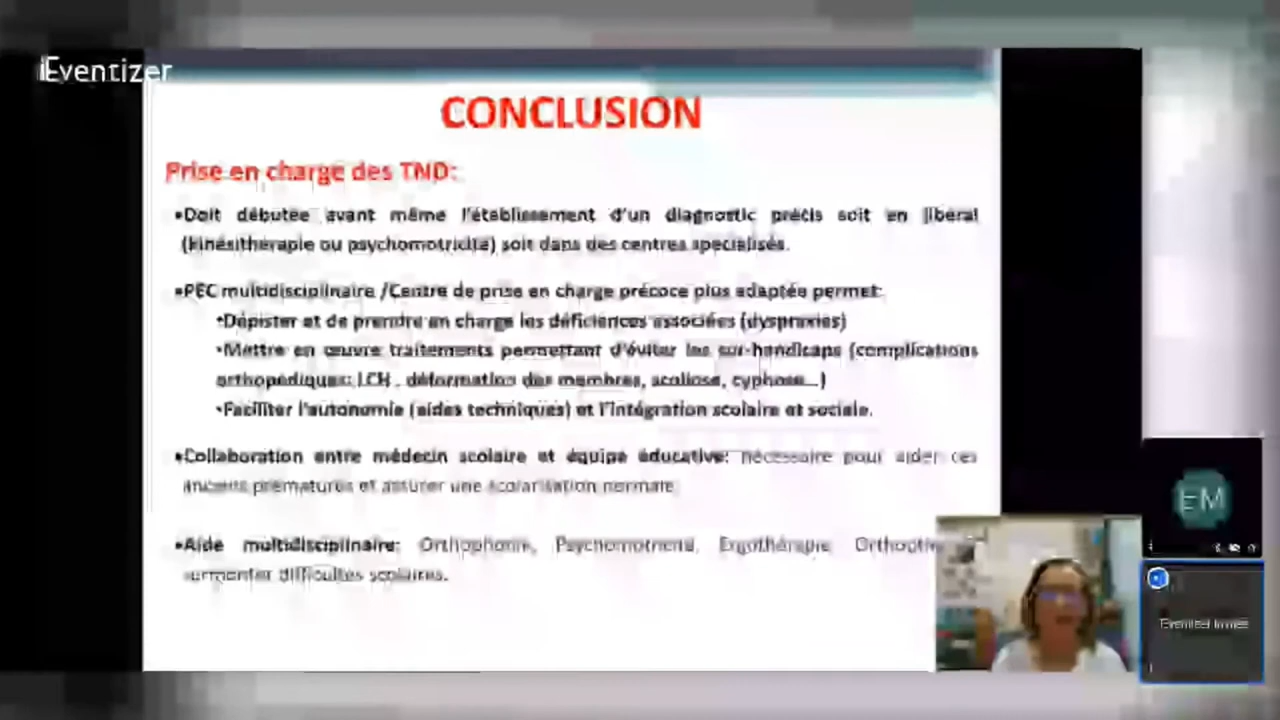 Eventizer
CONCLUSION
Prise en charge des TND:
•Doit débutée avant même l'établissement d'un diagnostic précis soit en libéral
(kinésithérapie ou psychomotricité) soit dans des centres spécialisés.
•PEC multidisciplinaire /Centre de prise en charge précoce plus adaptée permet:
•Dépister et de prendre en charge les déficiences associées (dyspraxies)
•Mettre en œuvre traitements permettant d'éviter les sur-handicaps (complications
orthopédiques: LCH , déformation des membres, scoliose, cyphose...)
•Faciliter l'autonomie (aides techniques) et l'intégration scolaire et sociale.
•Collaboration entre médecin scolaire et équipe éducative: nécessaire pour aider ces
anciens prématurés et assurer une scolarisation normale
•Aide multidisciplinaire: Orthophonie, Psychomotricité, Ergothérapie
surmonter difficultés scolaires.
EM
Eventizer